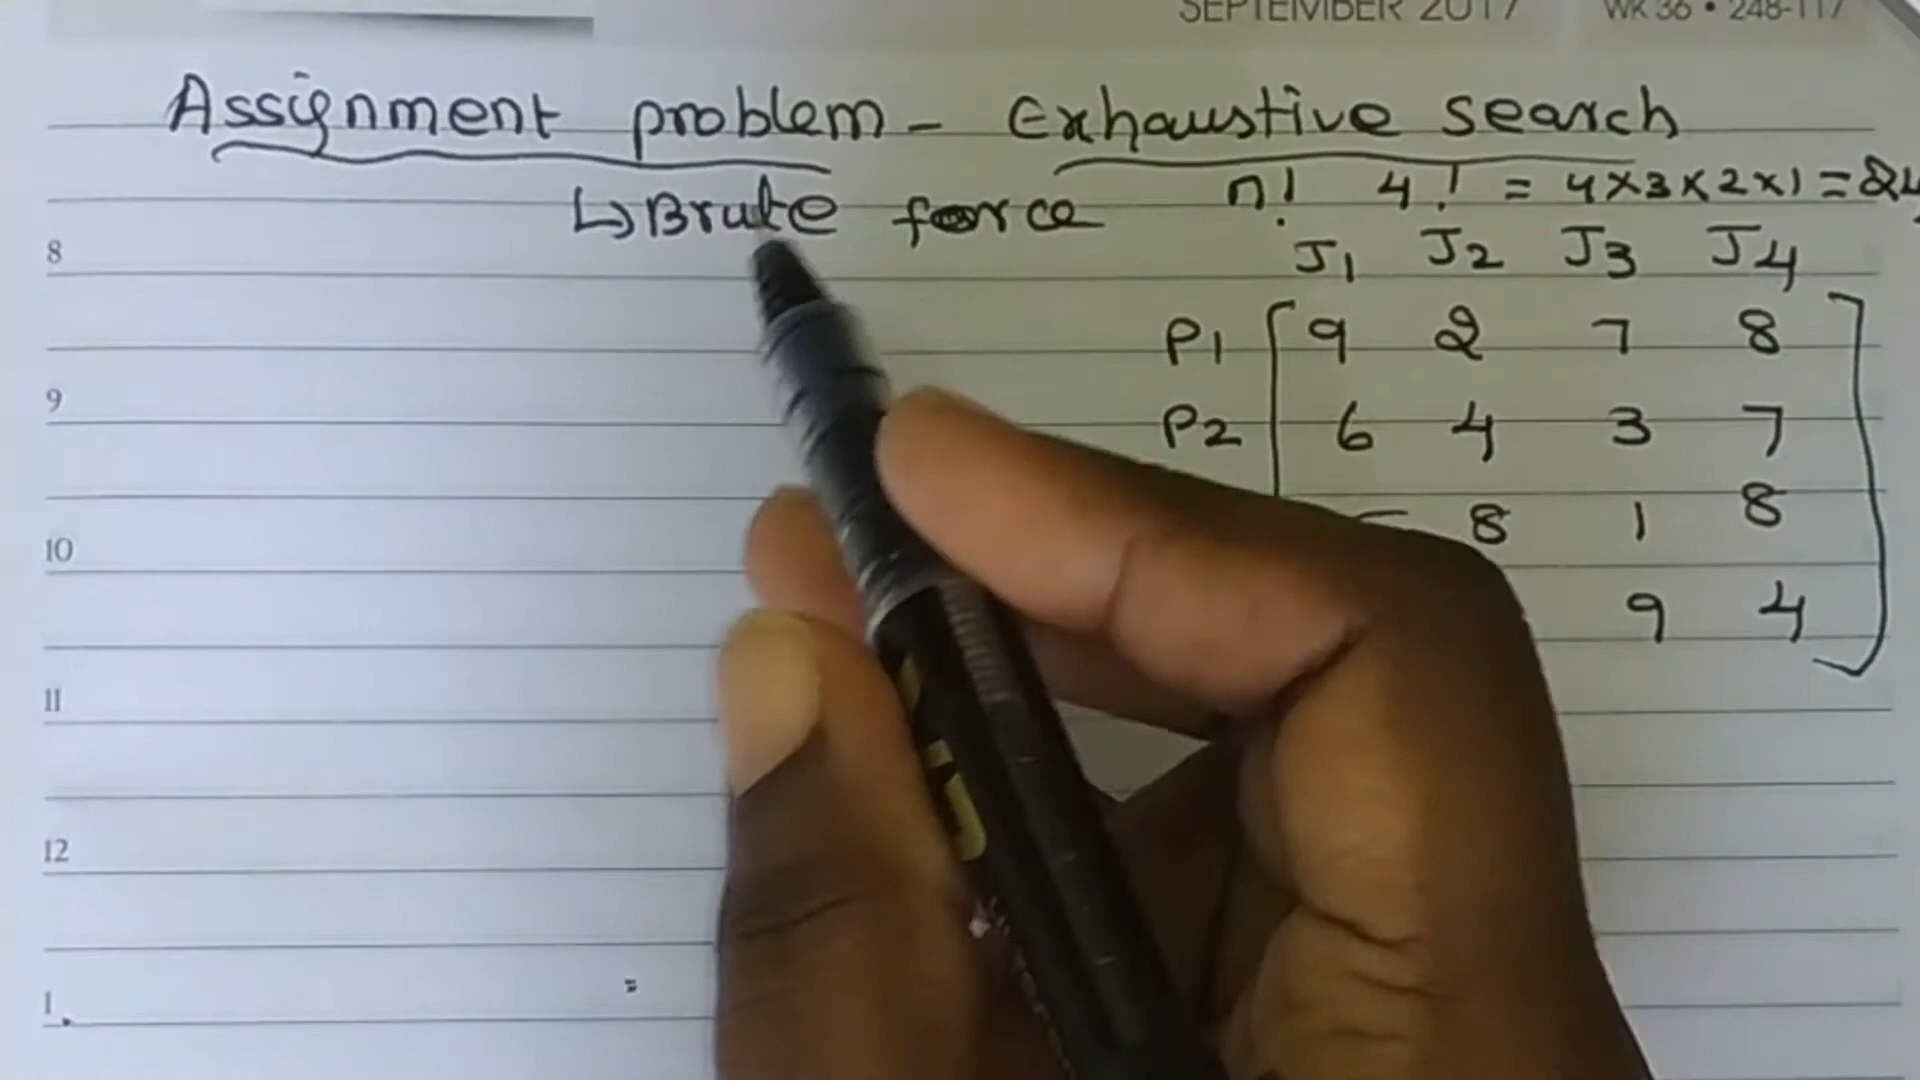 SEPTEMBER 2017 WK 36 • 248-117
Assignment problem - Exhaustive search
↳ Brute force n! 4! = 4×3×2×1 = 24
J1 J2 J3 J4
8
P1 9 2 7 8
9
P2 6 4 3 7
8 1 8
10
9 4
11
12
1